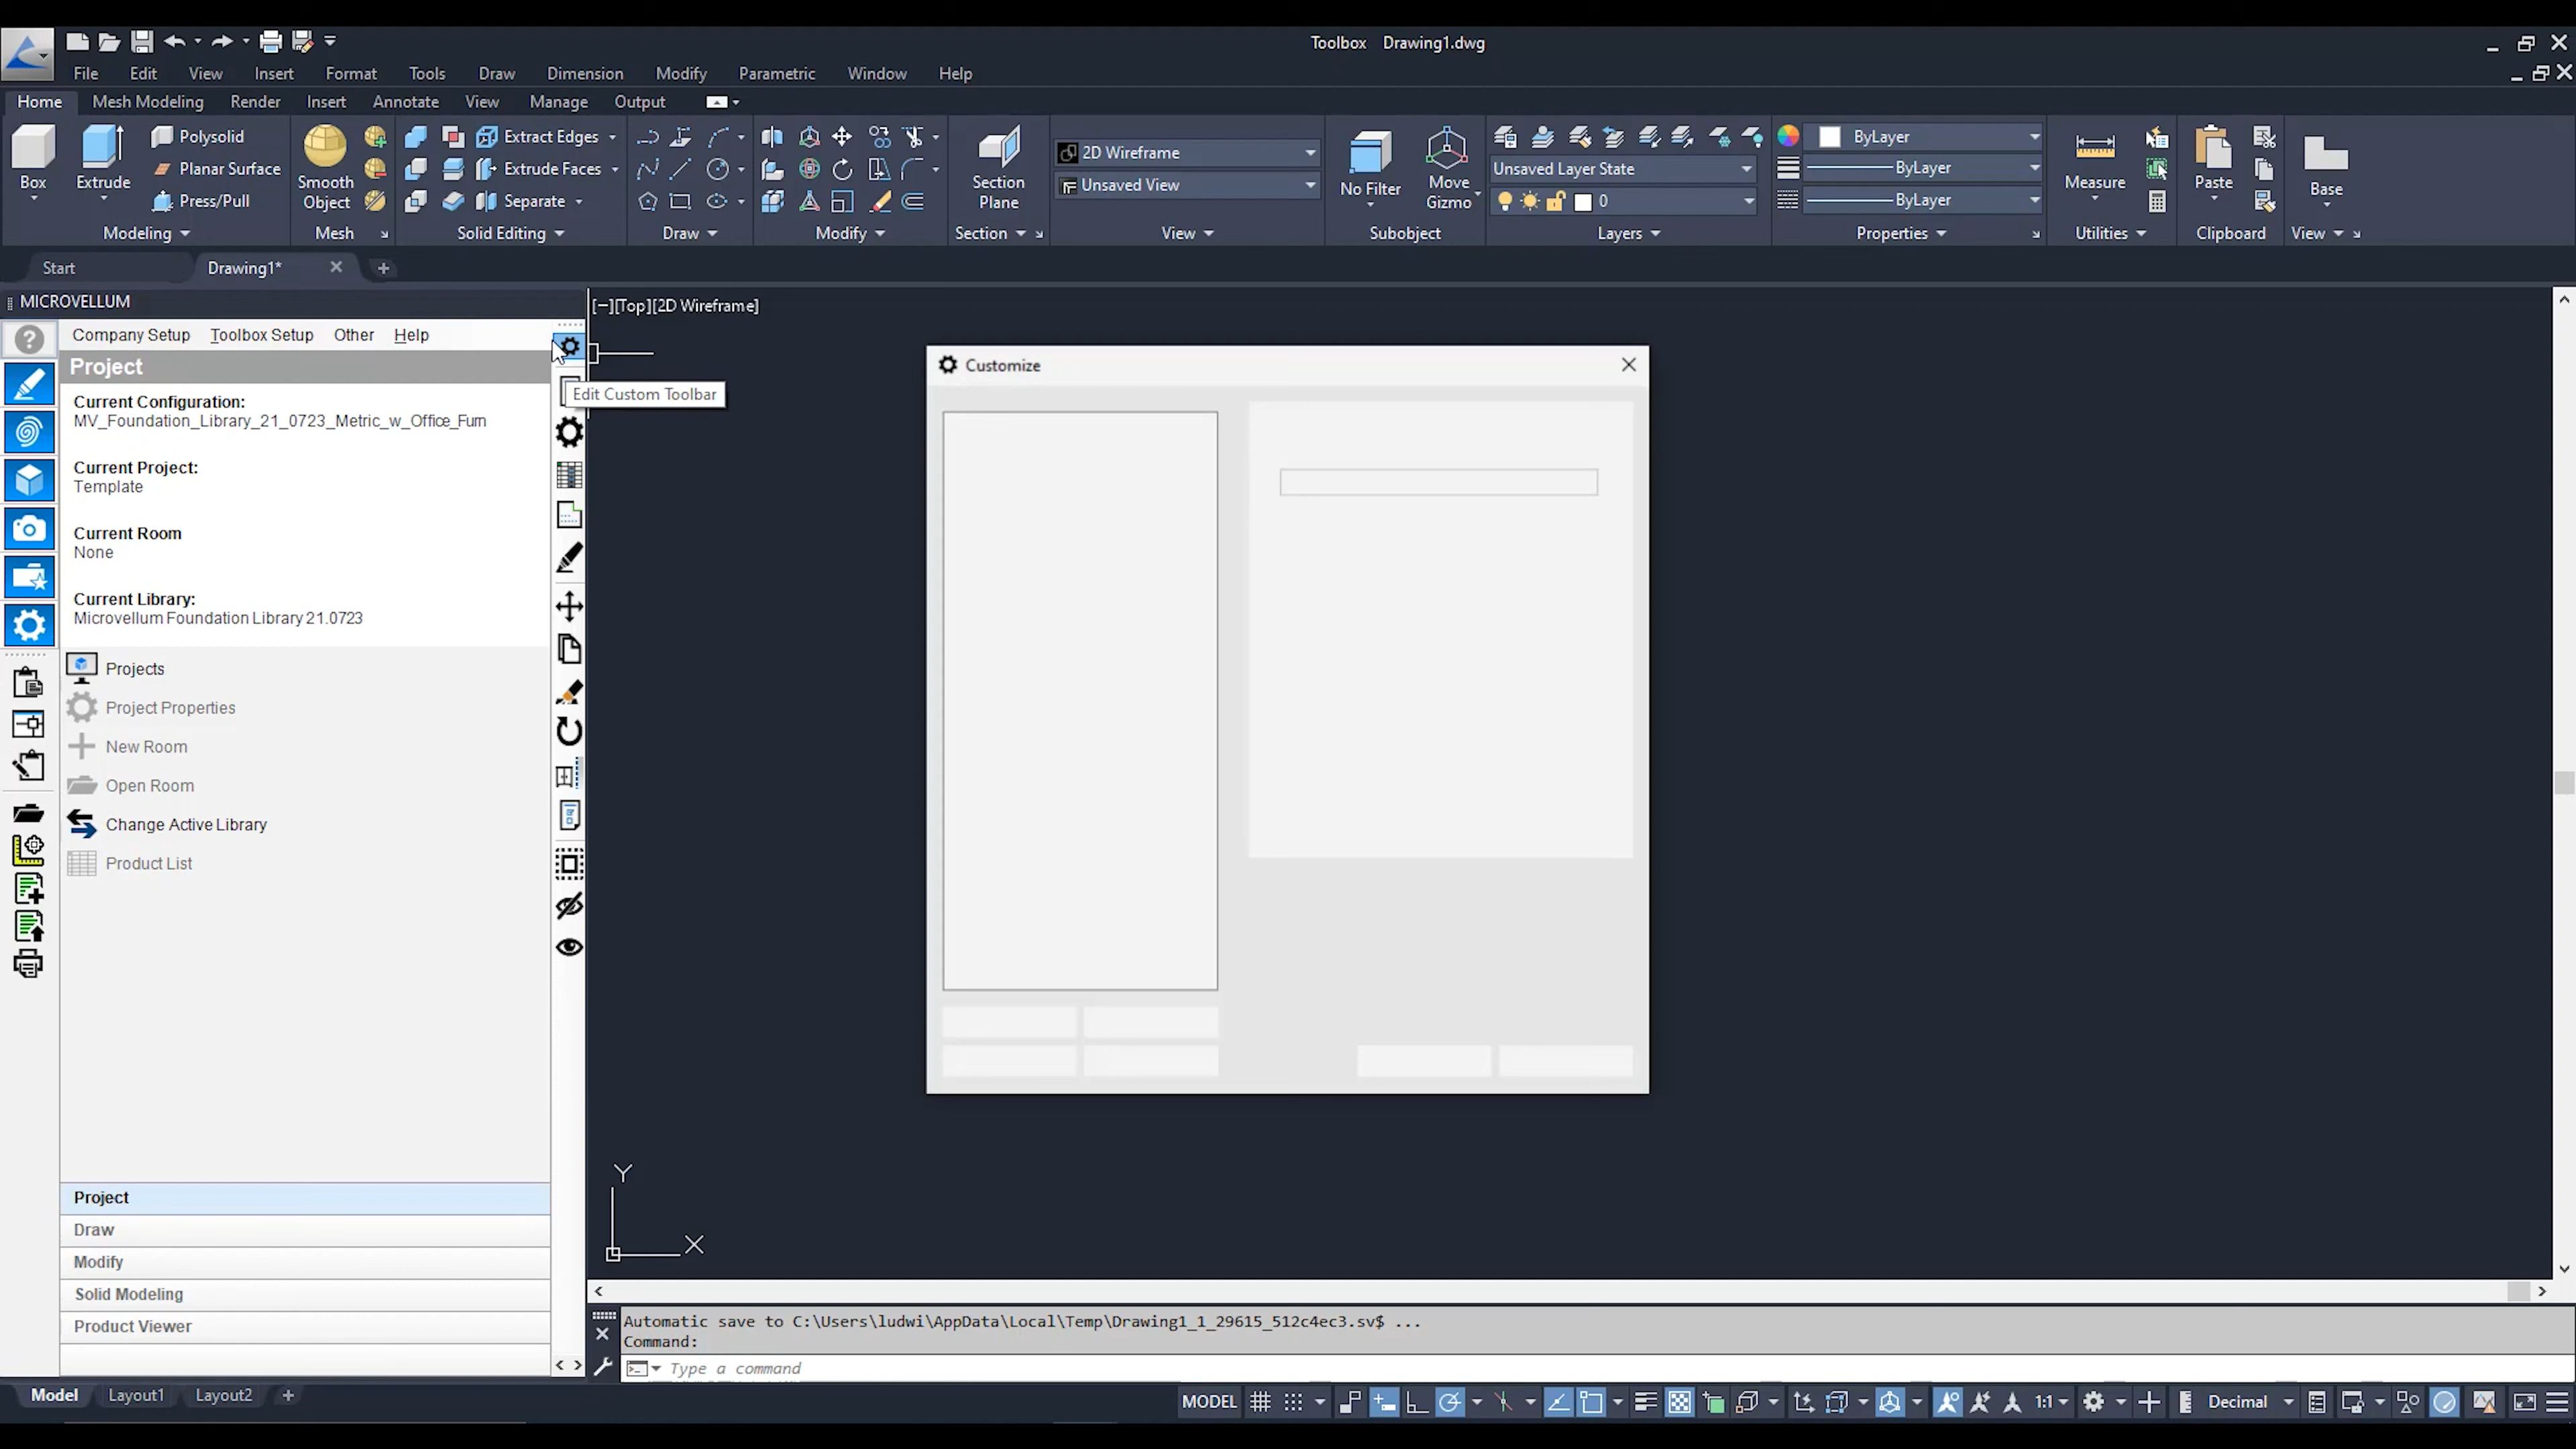 Toolbox Drawing1.dwg
File Edit View Insert Format Tools Draw Dimension Modify Parametric Window Help
Home Mesh Modeling Render Insert Annotate View Manage Output
Box
Extrude
Polysolid
Planar Surface
Press/Pull
Smooth Object
Extract Edges
Extrude Faces
Separate
Section Plane
2D Wireframe
Unsaved View
No Filter
Move Gizmo
Unsaved Layer State
0
ByLayer
ByLayer
ByLayer
Measure
Paste
Base
Modeling Mesh Solid Editing Draw Modify Section View Subobject Layers Properties Utilities Clipboard View
Start Drawing1*
MICROVELLUM
[−][Top][2D Wireframe]
Company Setup Toolbox Setup Other Help
Project
Edit Custom Toolbar
Customize
Current Configuration:
MV_Foundation_Library_21_0723_Metric_w_Office_Furn
Current Project:
Template
Current Room
None
Current Library:
Microvellum Foundation Library 21.0723
Projects
Project Properties
New Room
Open Room
Change Active Library
Product List
Y
X
Project
Draw
Modify
Solid Modeling
Product Viewer
Automatic save to C:\Users\ludwi\AppData\Local\Temp\Drawing1_1_29615_512c4ec3.sv$ ...
Command:
Type a command
Model Layout1 Layout2
MODEL 1:1 Decimal